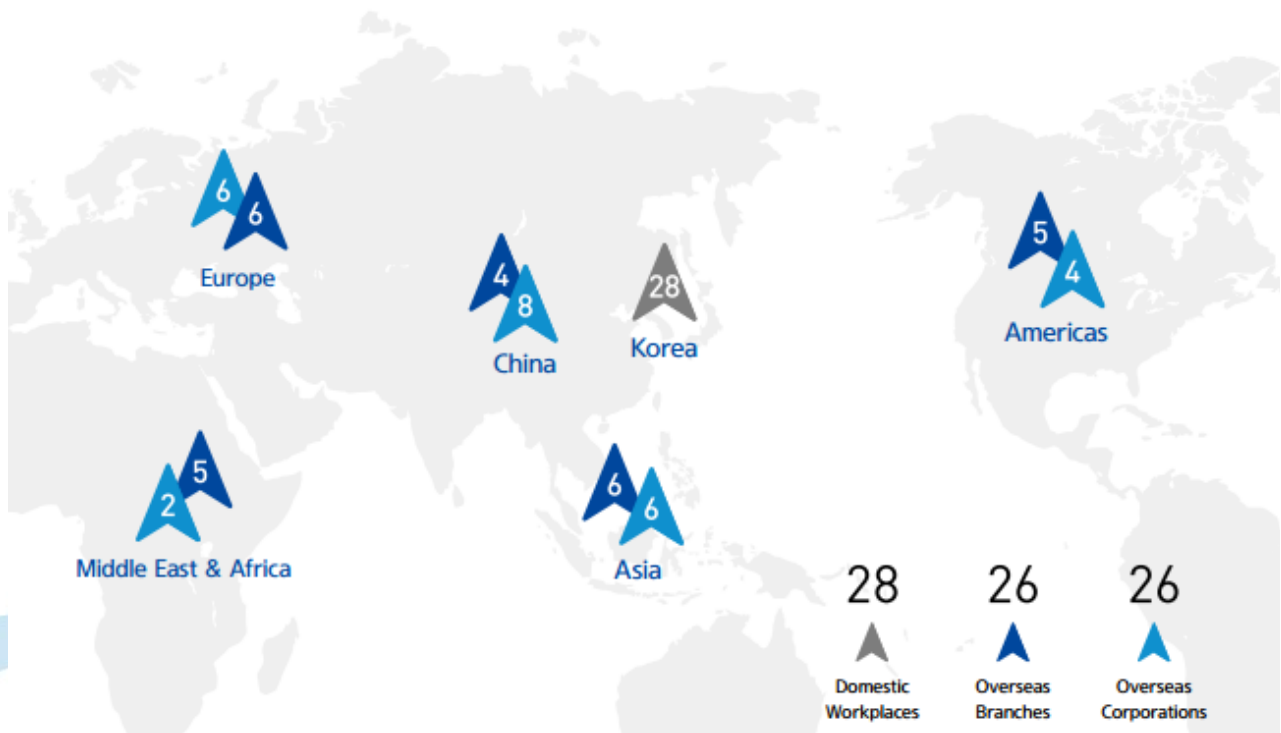 6
6
Europe
4
8
China
28
Korea
5
4
Americas
5
2
Middle East & Africa
6
6
Asia
28
26
26
Domestic
Workplaces
Overseas
Branches
Overseas
Corporations